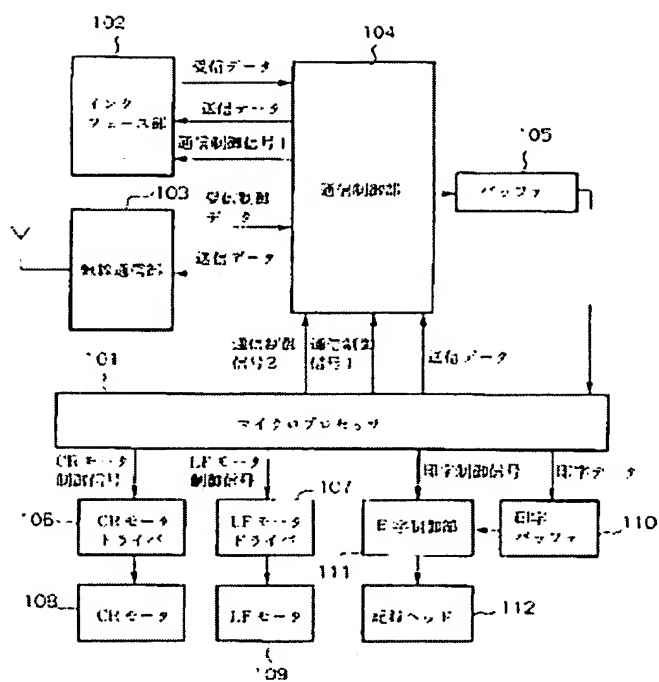 102
104
受信データ
インタ
フェース部
送信データ
通信制御信号1
105
通信制御部
バッファ
103
受信制御
データ
無線通信部
送信データ
通信制御
信号2
通信制御
信号1
送信データ
101
マイクロプロセッサ
CRモータ
制御信号
LFモータ
制御信号
印字制御信号
印字データ
107
106
CRモータ
ドライバ
LFモータ
ドライバ
印字制御部
印字
バッファ
110
111
108
CRモータ
LFモータ
記録ヘッド
112
109